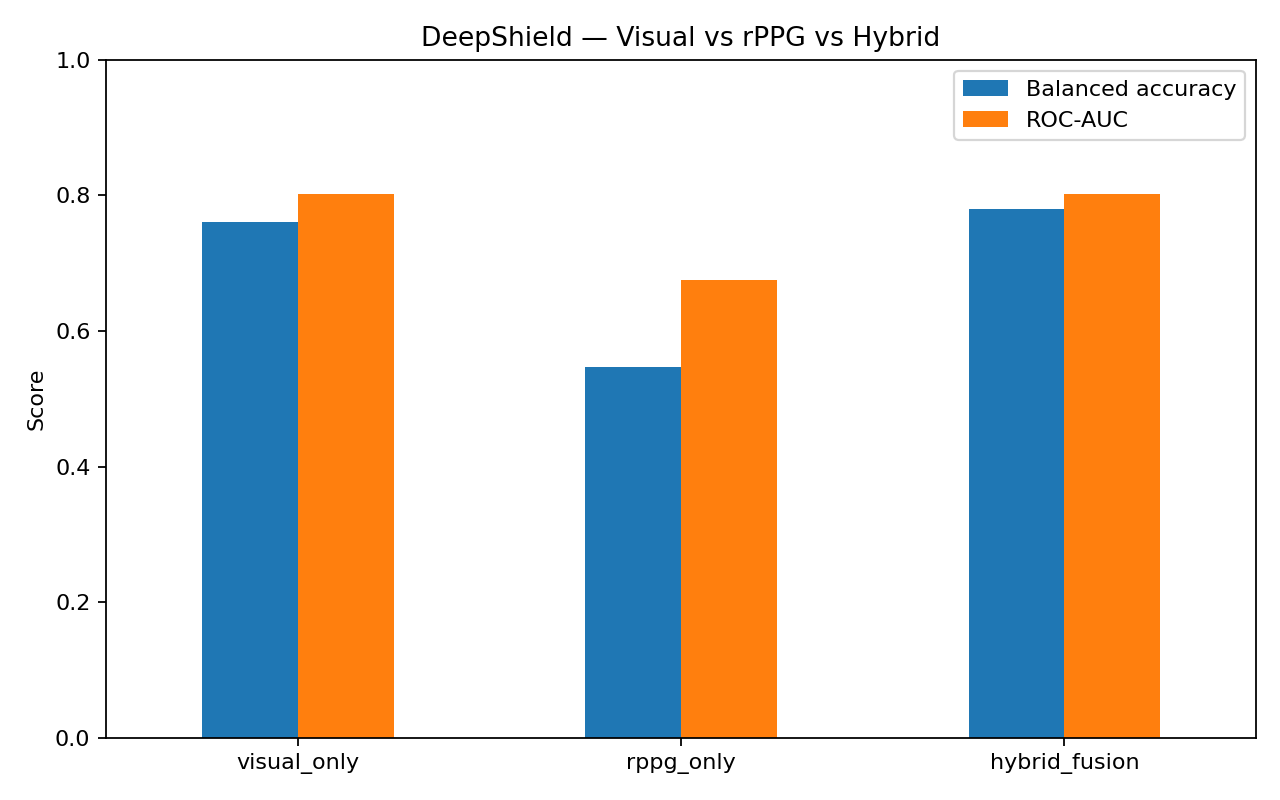 DeepShield — Visual vs rPPG vs Hybrid
Balanced accuracy
ROC-AUC
Score
1.0
0.8
0.6
0.4
0.2
0.0
visual_only
rppg_only
hybrid_fusion